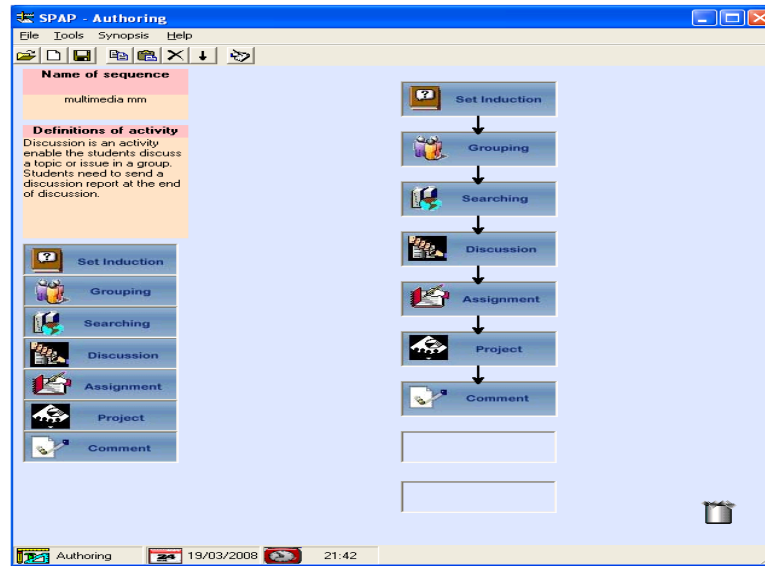 SPAP - Authoring
File Tools Synopsis Help
Name of sequence
multimedia mm
Definitions of activity
Discussion is an activity
enable the students discuss
a topic or issue in a group.
Students need to send a
discussion report at the end
of discussion.
Set Induction
Grouping
Searching
Discussion
Assignment
Project
Comment
Set Induction
Grouping
Searching
Discussion
Assignment
Project
Comment
Authoring 24 19/03/2008 21:42